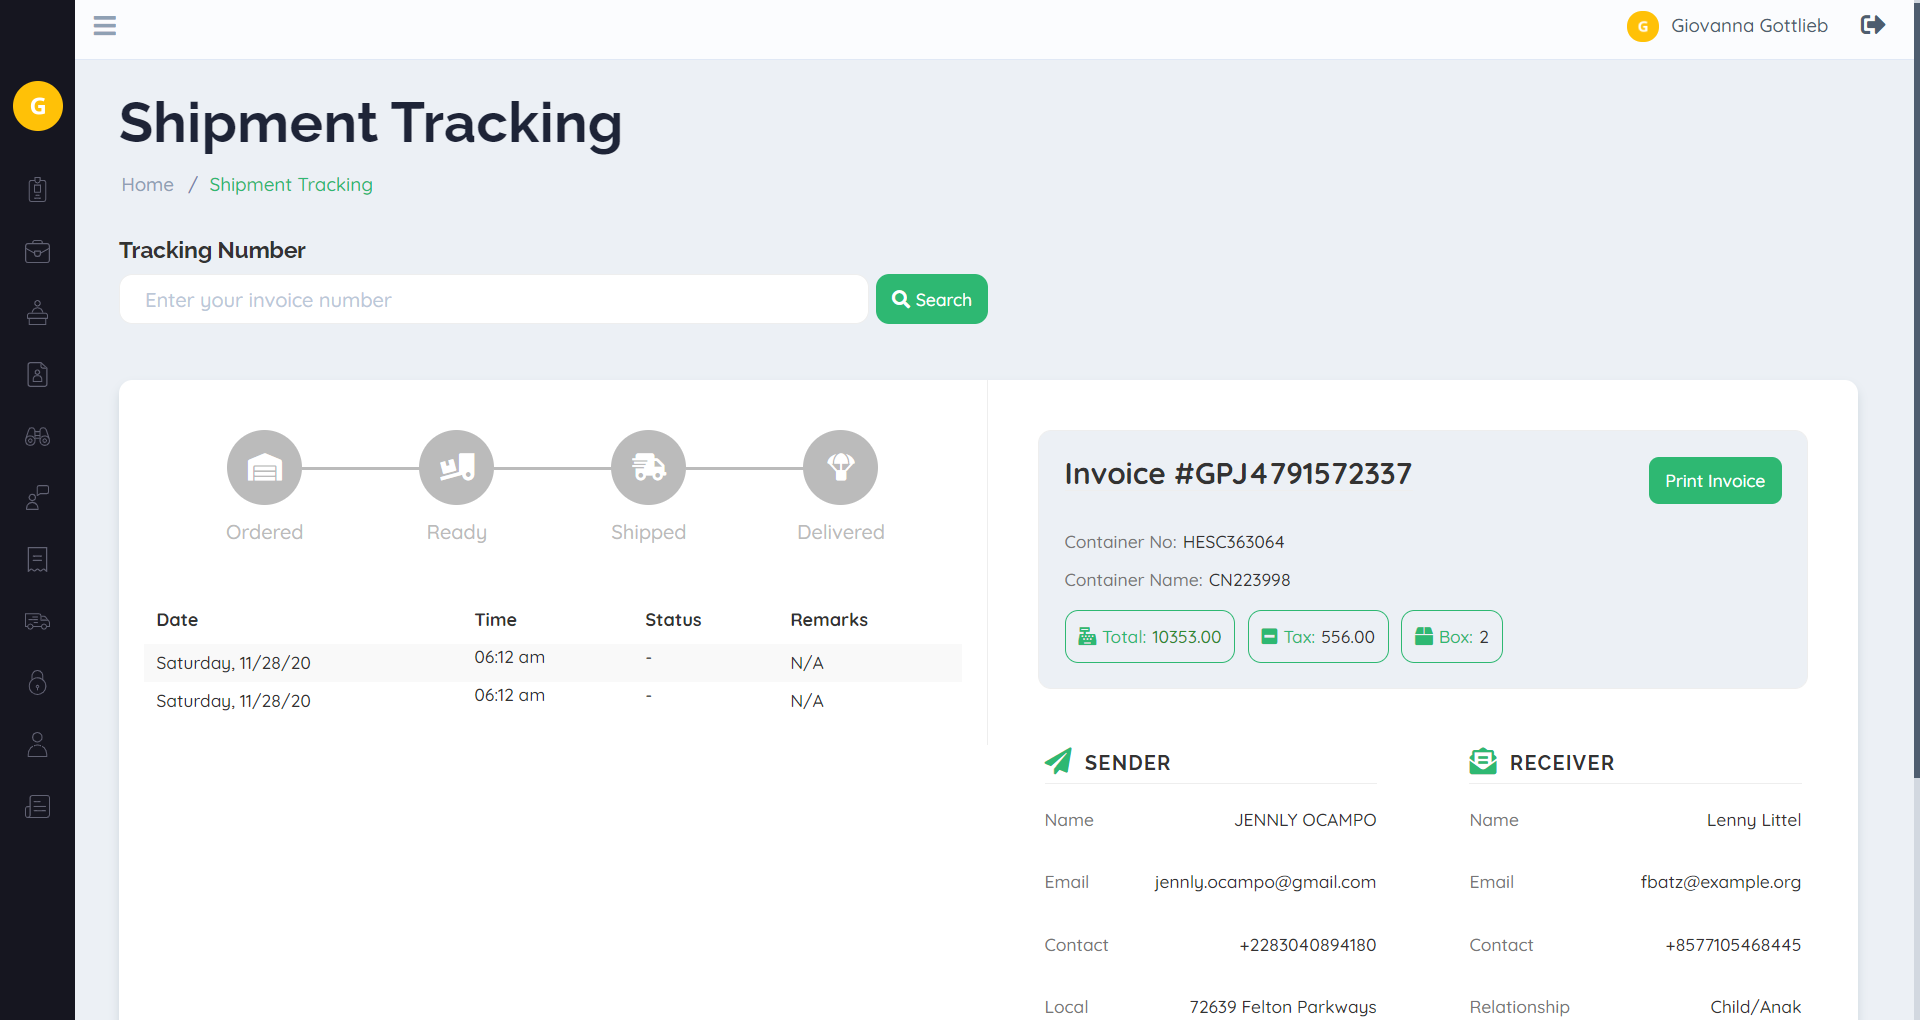 G Giovanna Gottlieb
G
Shipment Tracking
Home / Shipment Tracking
Tracking Number
Enter your invoice number
Search
Ordered Ready Shipped Delivered
Date Time Status Remarks
Saturday, 11/28/20 06:12 am - N/A
Saturday, 11/28/20 06:12 am - N/A
Invoice #GPJ4791572337
Print Invoice
Container No: HESC363064
Container Name: CN223998
Total: 10353.00 Tax: 556.00 Box: 2
SENDER
Name JENNLY OCAMPO
Email jennly.ocampo@gmail.com
Contact +2283040894180
Local 72639 Felton Parkways
RECEIVER
Name Lenny Littel
Email fbatz@example.org
Contact +8577105468445
Relationship Child/Anak